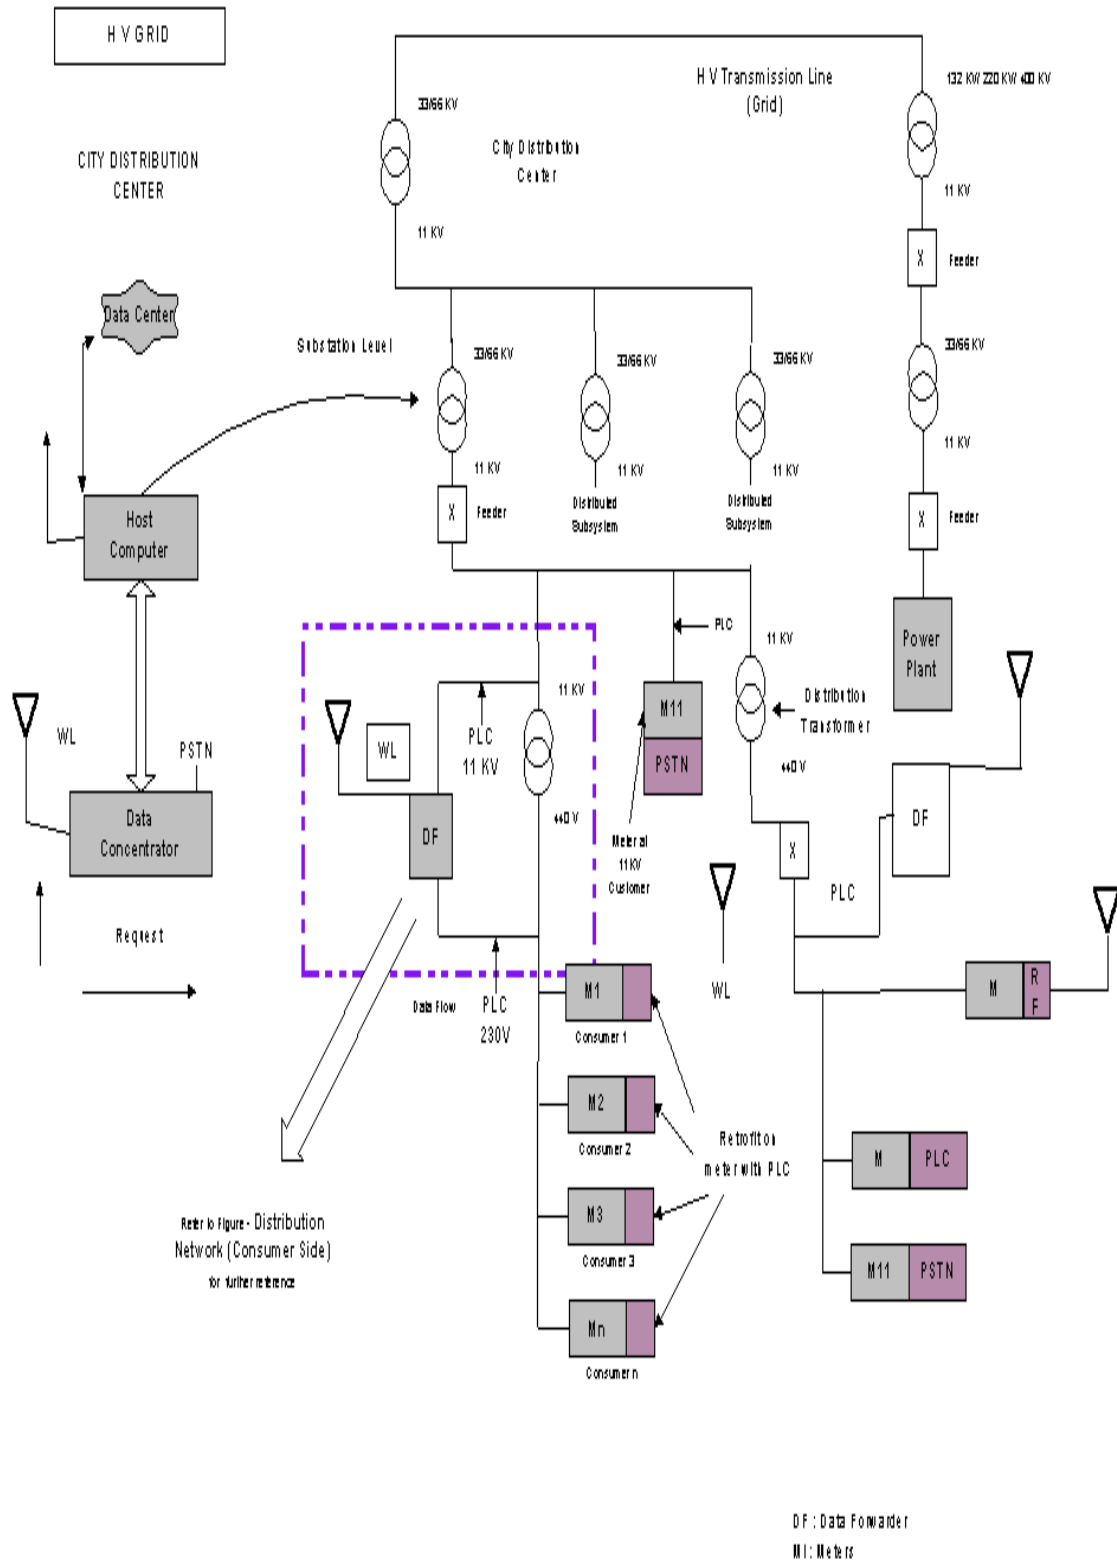 H V GRID
H V Transmission Line
(Grid)
132 KW 220 KW 400 KV
33/66 KV
City Distribution
Center
CITY DISTRIBUTION
CENTER
11 KV
11 KV
X
Feeder
Data Center
Substation Level
33/66 KV
33/66 KV
33/66 KV
33/66 KV
11 KV
11 KV
11 KV
11 KV
Distributed
Subsystem
Distributed
Subsystem
X
Feeder
X
Feeder
Host
Computer
PLC
11 KV
Power
Plant
11 KV
M11
PSTN
Distribution
Transformer
WL
PSTN
WL
PLC
11 KV
440 V
440 V
Data
Concentrator
DF
Meter at
11 KV
Customer
X
DF
PLC
Request
WL
Data Flow
PLC
230V
M1
Consumer 1
M
R
F
M2
Consumer 2
Retrofit on
meter with PLC
M
PLC
M3
Consumer 3
Refer to Figure - Distribution
Network (Consumer Side)
for further reference
M11
PSTN
Mn
Consumer n
DF : Data Forwarder
MI : Meters